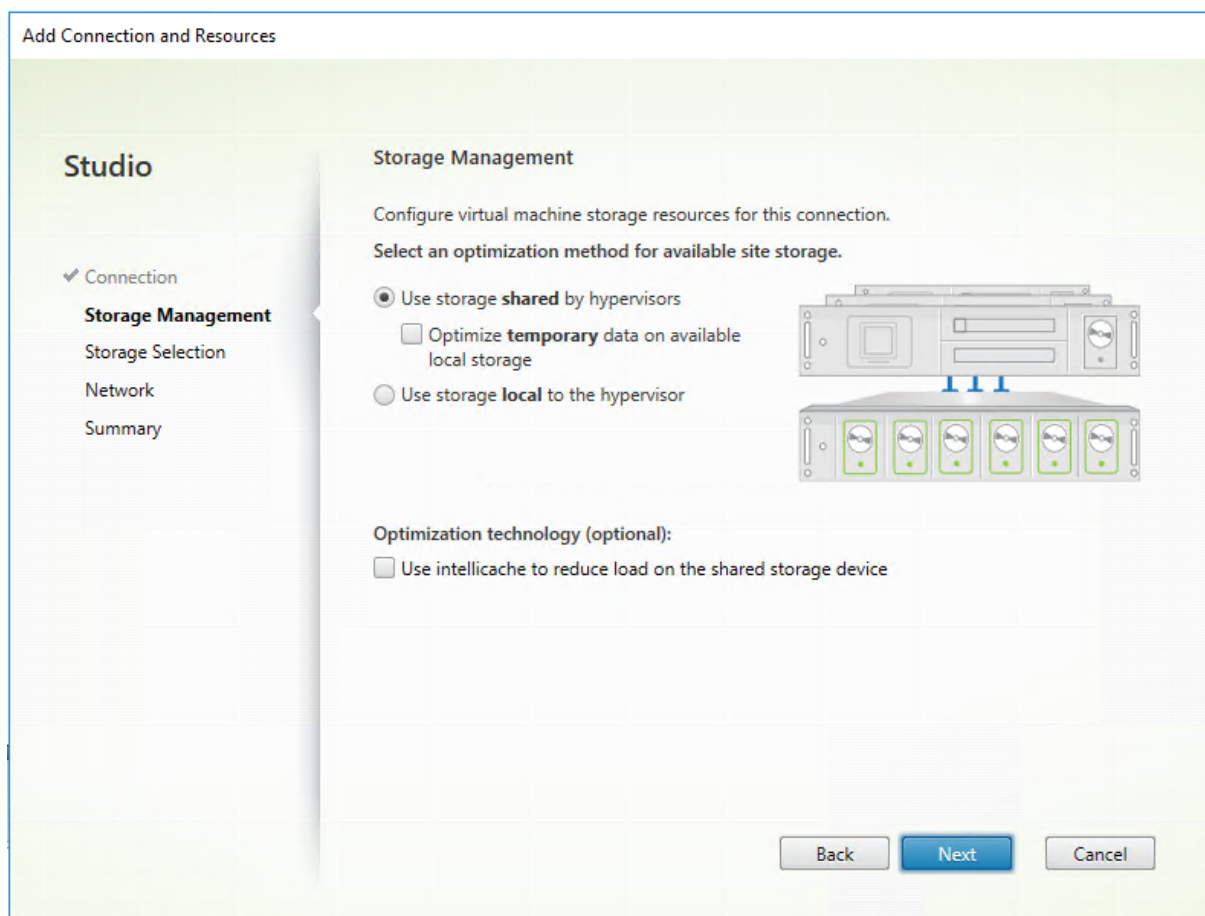 Add Connection and Resources
Studio
Connection
Storage Management
Storage Selection
Network
Summary
Storage Management
Configure virtual machine storage resources for this connection.
Select an optimization method for available site storage.
Use storage shared by hypervisors
Optimize temporary data on available
local storage
Use storage local to the hypervisor
Optimization technology (optional):
Use intellicache to reduce load on the shared storage device
Back
Next
Cancel